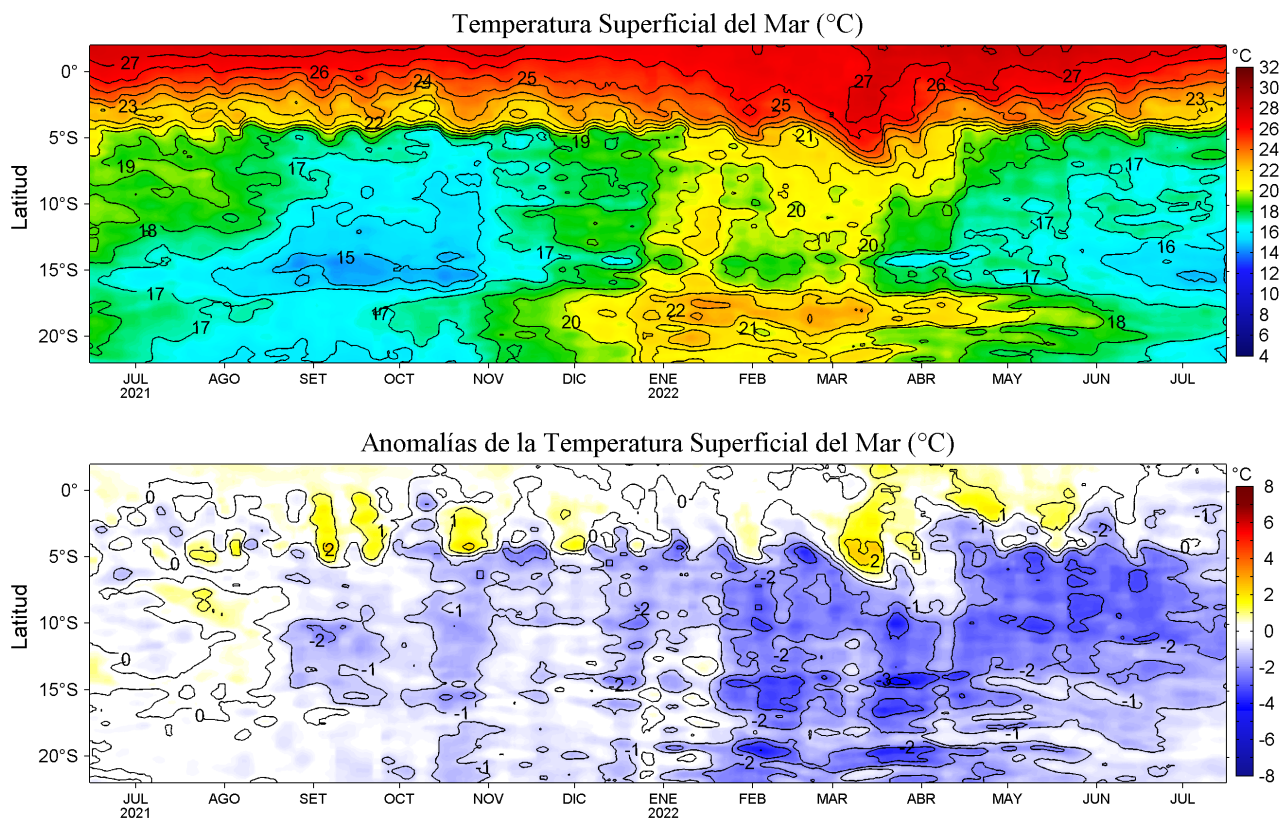 Temperatura Superficial del Mar (°C)
27 26 24 25 27 26 27
23 22 25 23
21
19 19
17 17
20
18 17 17
20
15 17 16
17 17
22
17 17 20 21 18
0°
5°S
10°S
15°S
20°S
Latitud
JUL AGO SET OCT NOV DIC ENE FEB MAR ABR MAY JUN JUL
2021 2022
°C
32
30
28
26
24
22
20
18
16
14
12
10
8
6
4
Anomalías de la Temperatura Superficial del Mar (°C)
0 0
1 1 -1 -2 -1
2 0 2 0
0 -2
-1 -2 -1
-2
0 -1 -2 -2 -2
-2 -3
0 -1 -2 -1
-1 -1 -2 -2
0°
5°S
10°S
15°S
20°S
Latitud
JUL AGO SET OCT NOV DIC ENE FEB MAR ABR MAY JUN JUL
2021 2022
°C
8
6
4
2
0
-2
-4
-6
-8